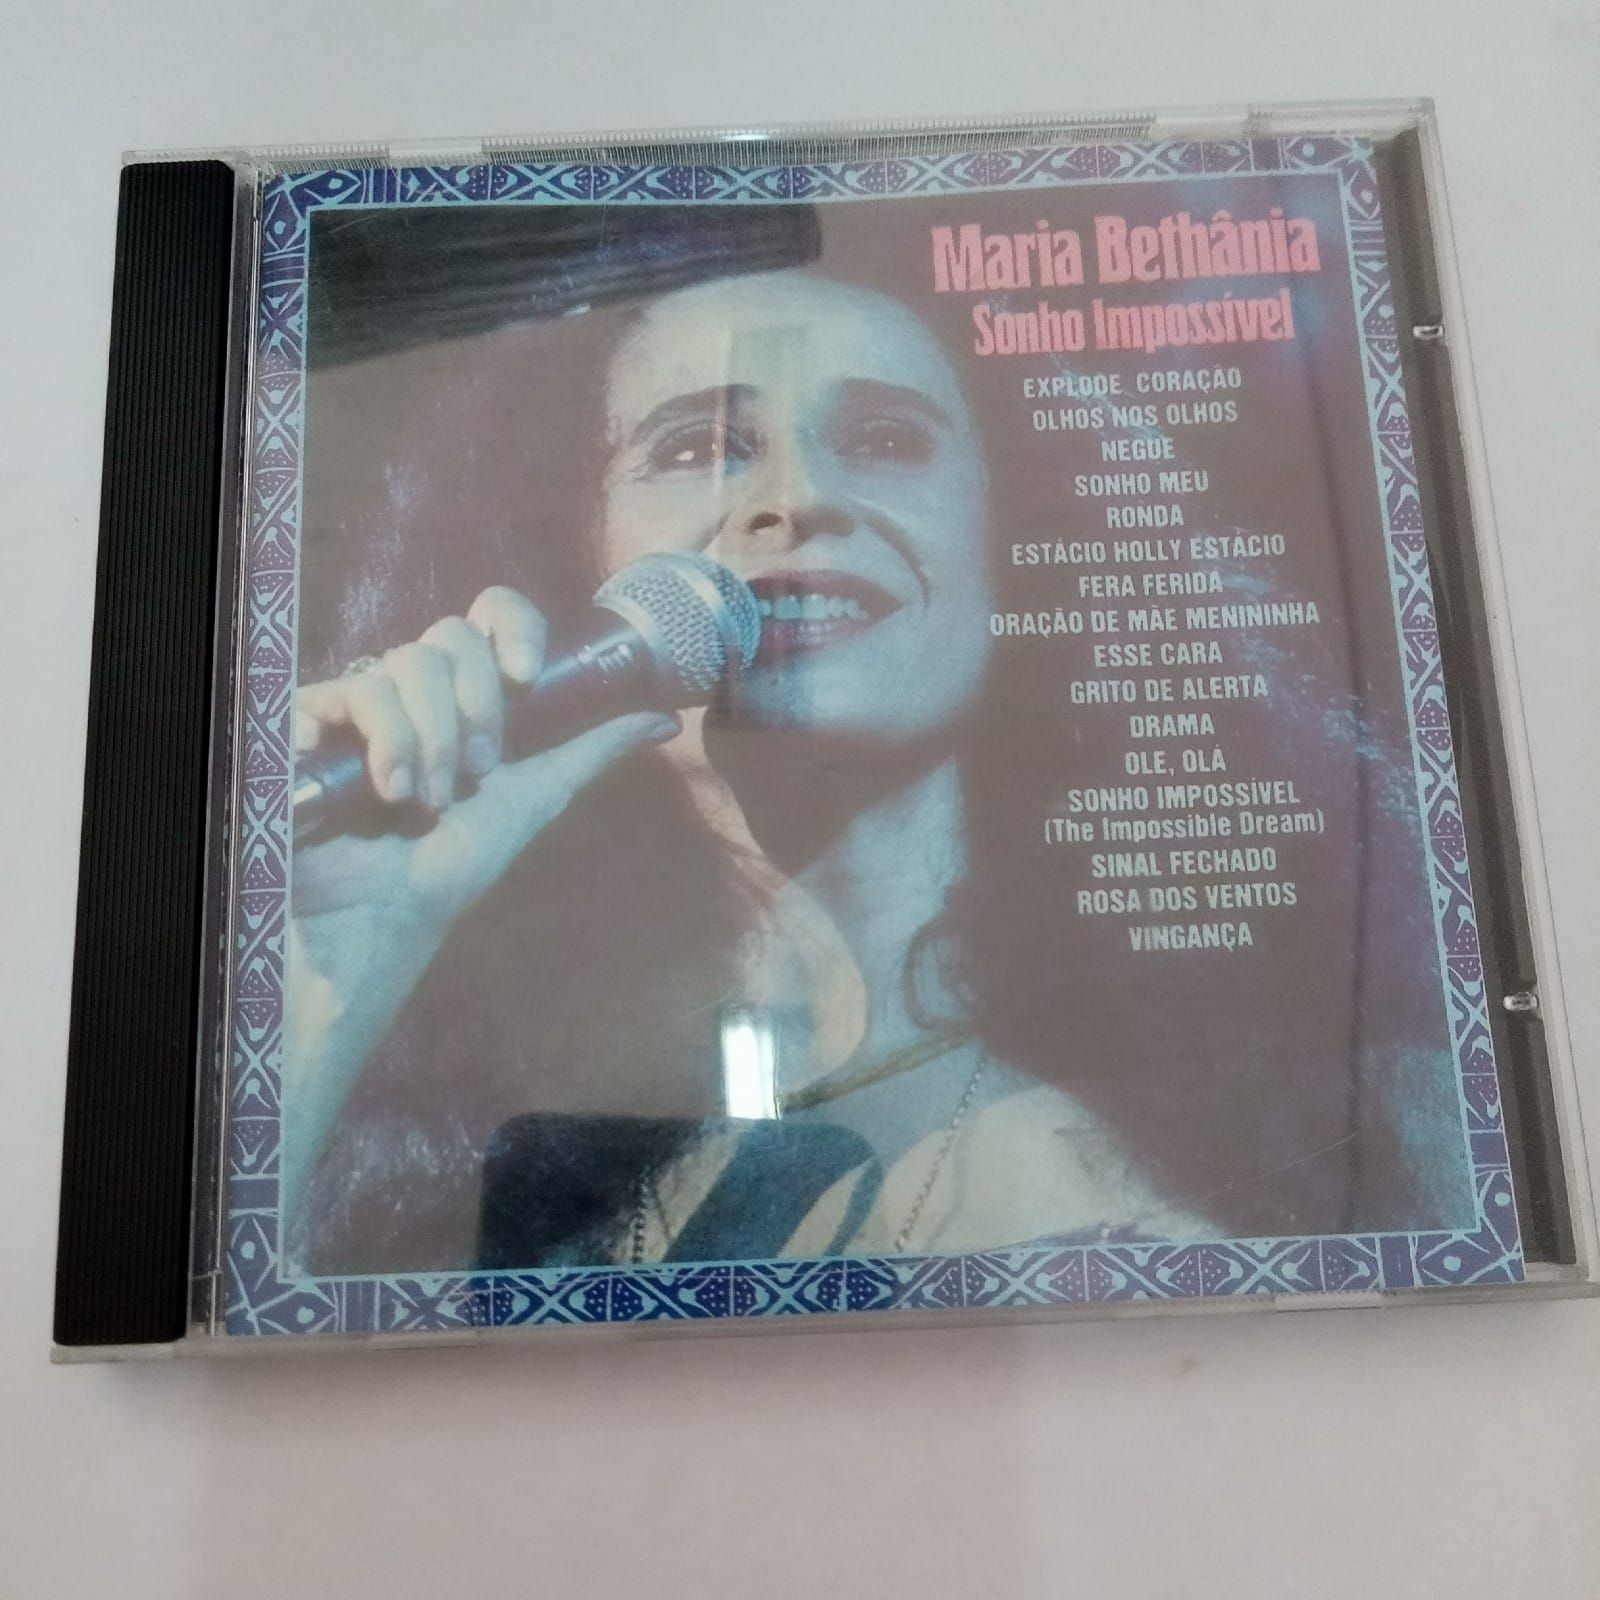 Maria Bethânia
Sonho Impossível
EXPLODE CORAÇÃO
OLHOS NOS OLHOS
NEGUE
SONHO MEU
RONDA
ESTÁCIO HOLLY ESTÁCIO
FERA FERIDA
ORAÇÃO DE MÃE MENININHA
ESSE CARA
GRITO DE ALERTA
DRAMA
OLE, OLÁ
SONHO IMPOSSÍVEL
(The Impossible Dream)
SINAL FECHADO
ROSA DOS VENTOS
VINGANÇA